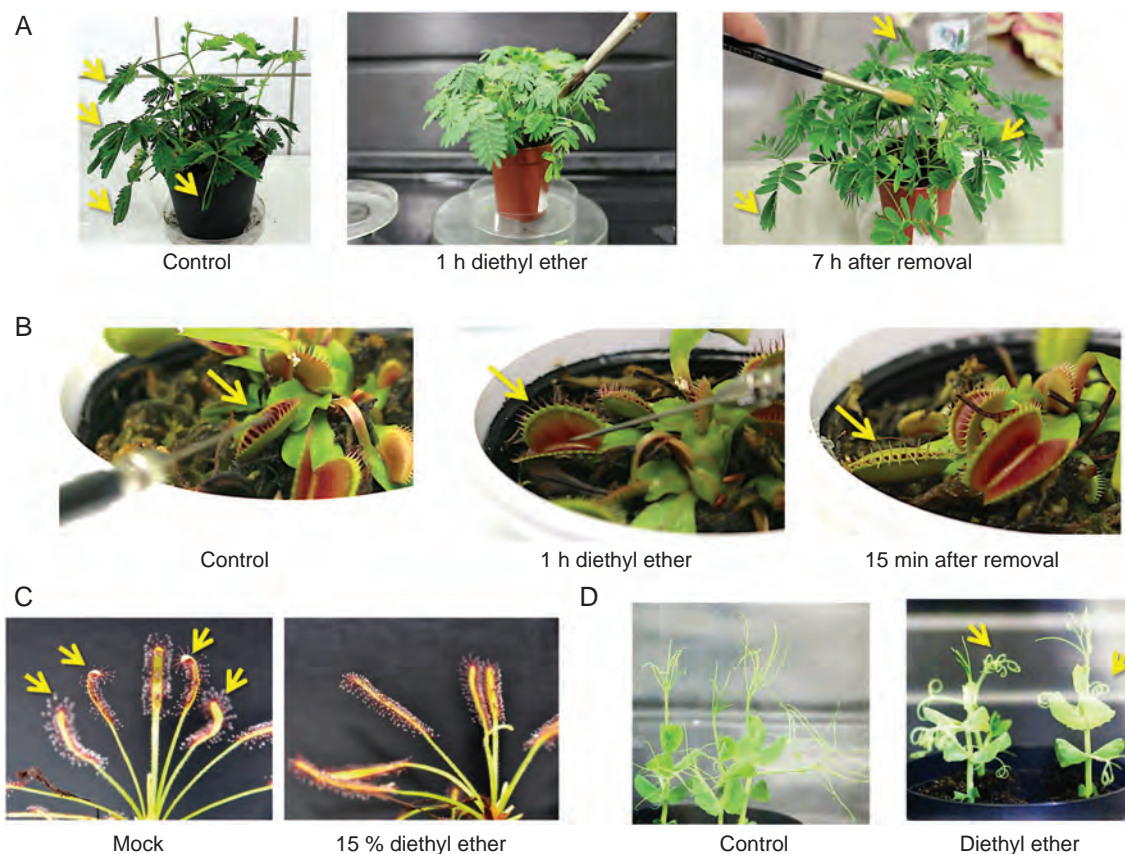 A
Control
1 h diethyl ether
7 h after removal
B
Control
1 h diethyl ether
15 min after removal
C
D
Mock
15 % diethyl ether
Control
Diethyl ether